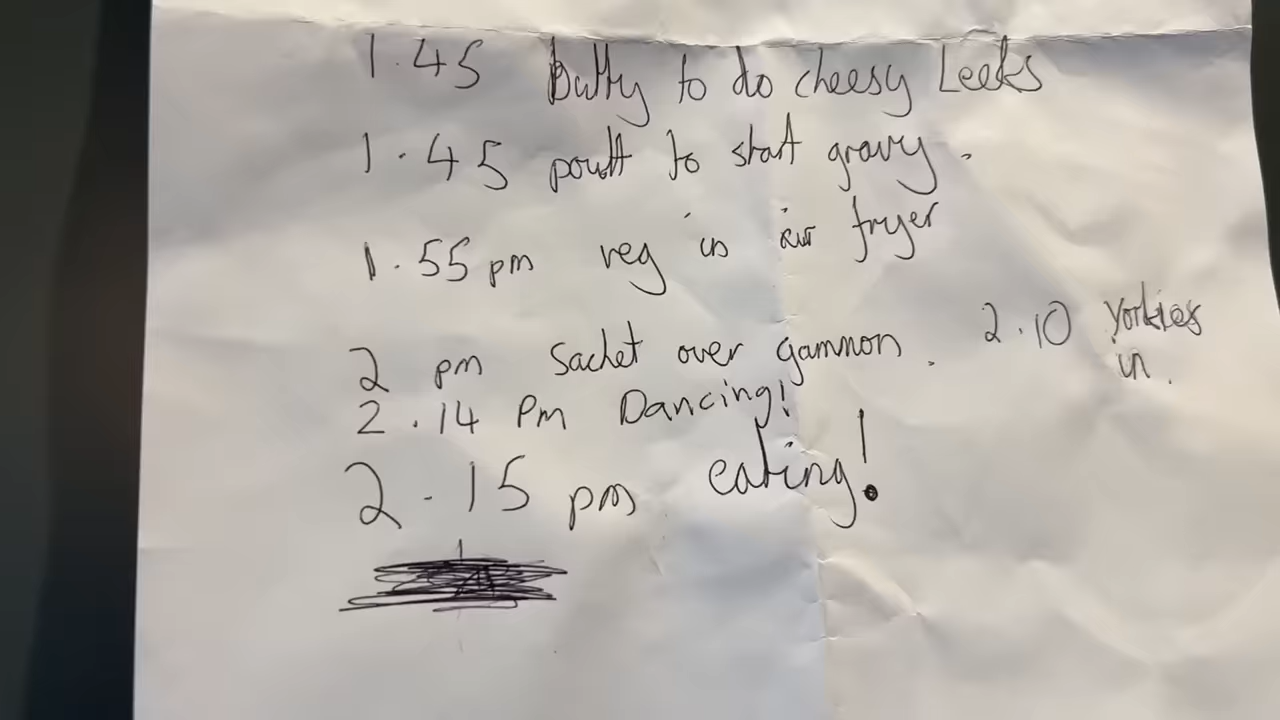 1.45 Butty to do cheesy Leeks
1.45 poutt to start gravy.
1.55 pm veg in air fryer
2 pm Sachet over gammon. 2.10 Yorkies
in.
2.14 Pm Dancing!
2.15 pm eating!